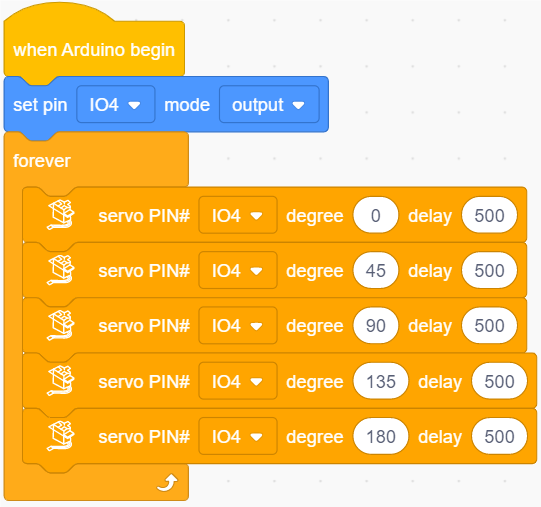 when Arduino begin
set pin IO4 mode output
forever
servo PIN# IO4 degree 0 delay 500
servo PIN# IO4 degree 45 delay 500
servo PIN# IO4 degree 90 delay 500
servo PIN# IO4 degree 135 delay 500
servo PIN# IO4 degree 180 delay 500